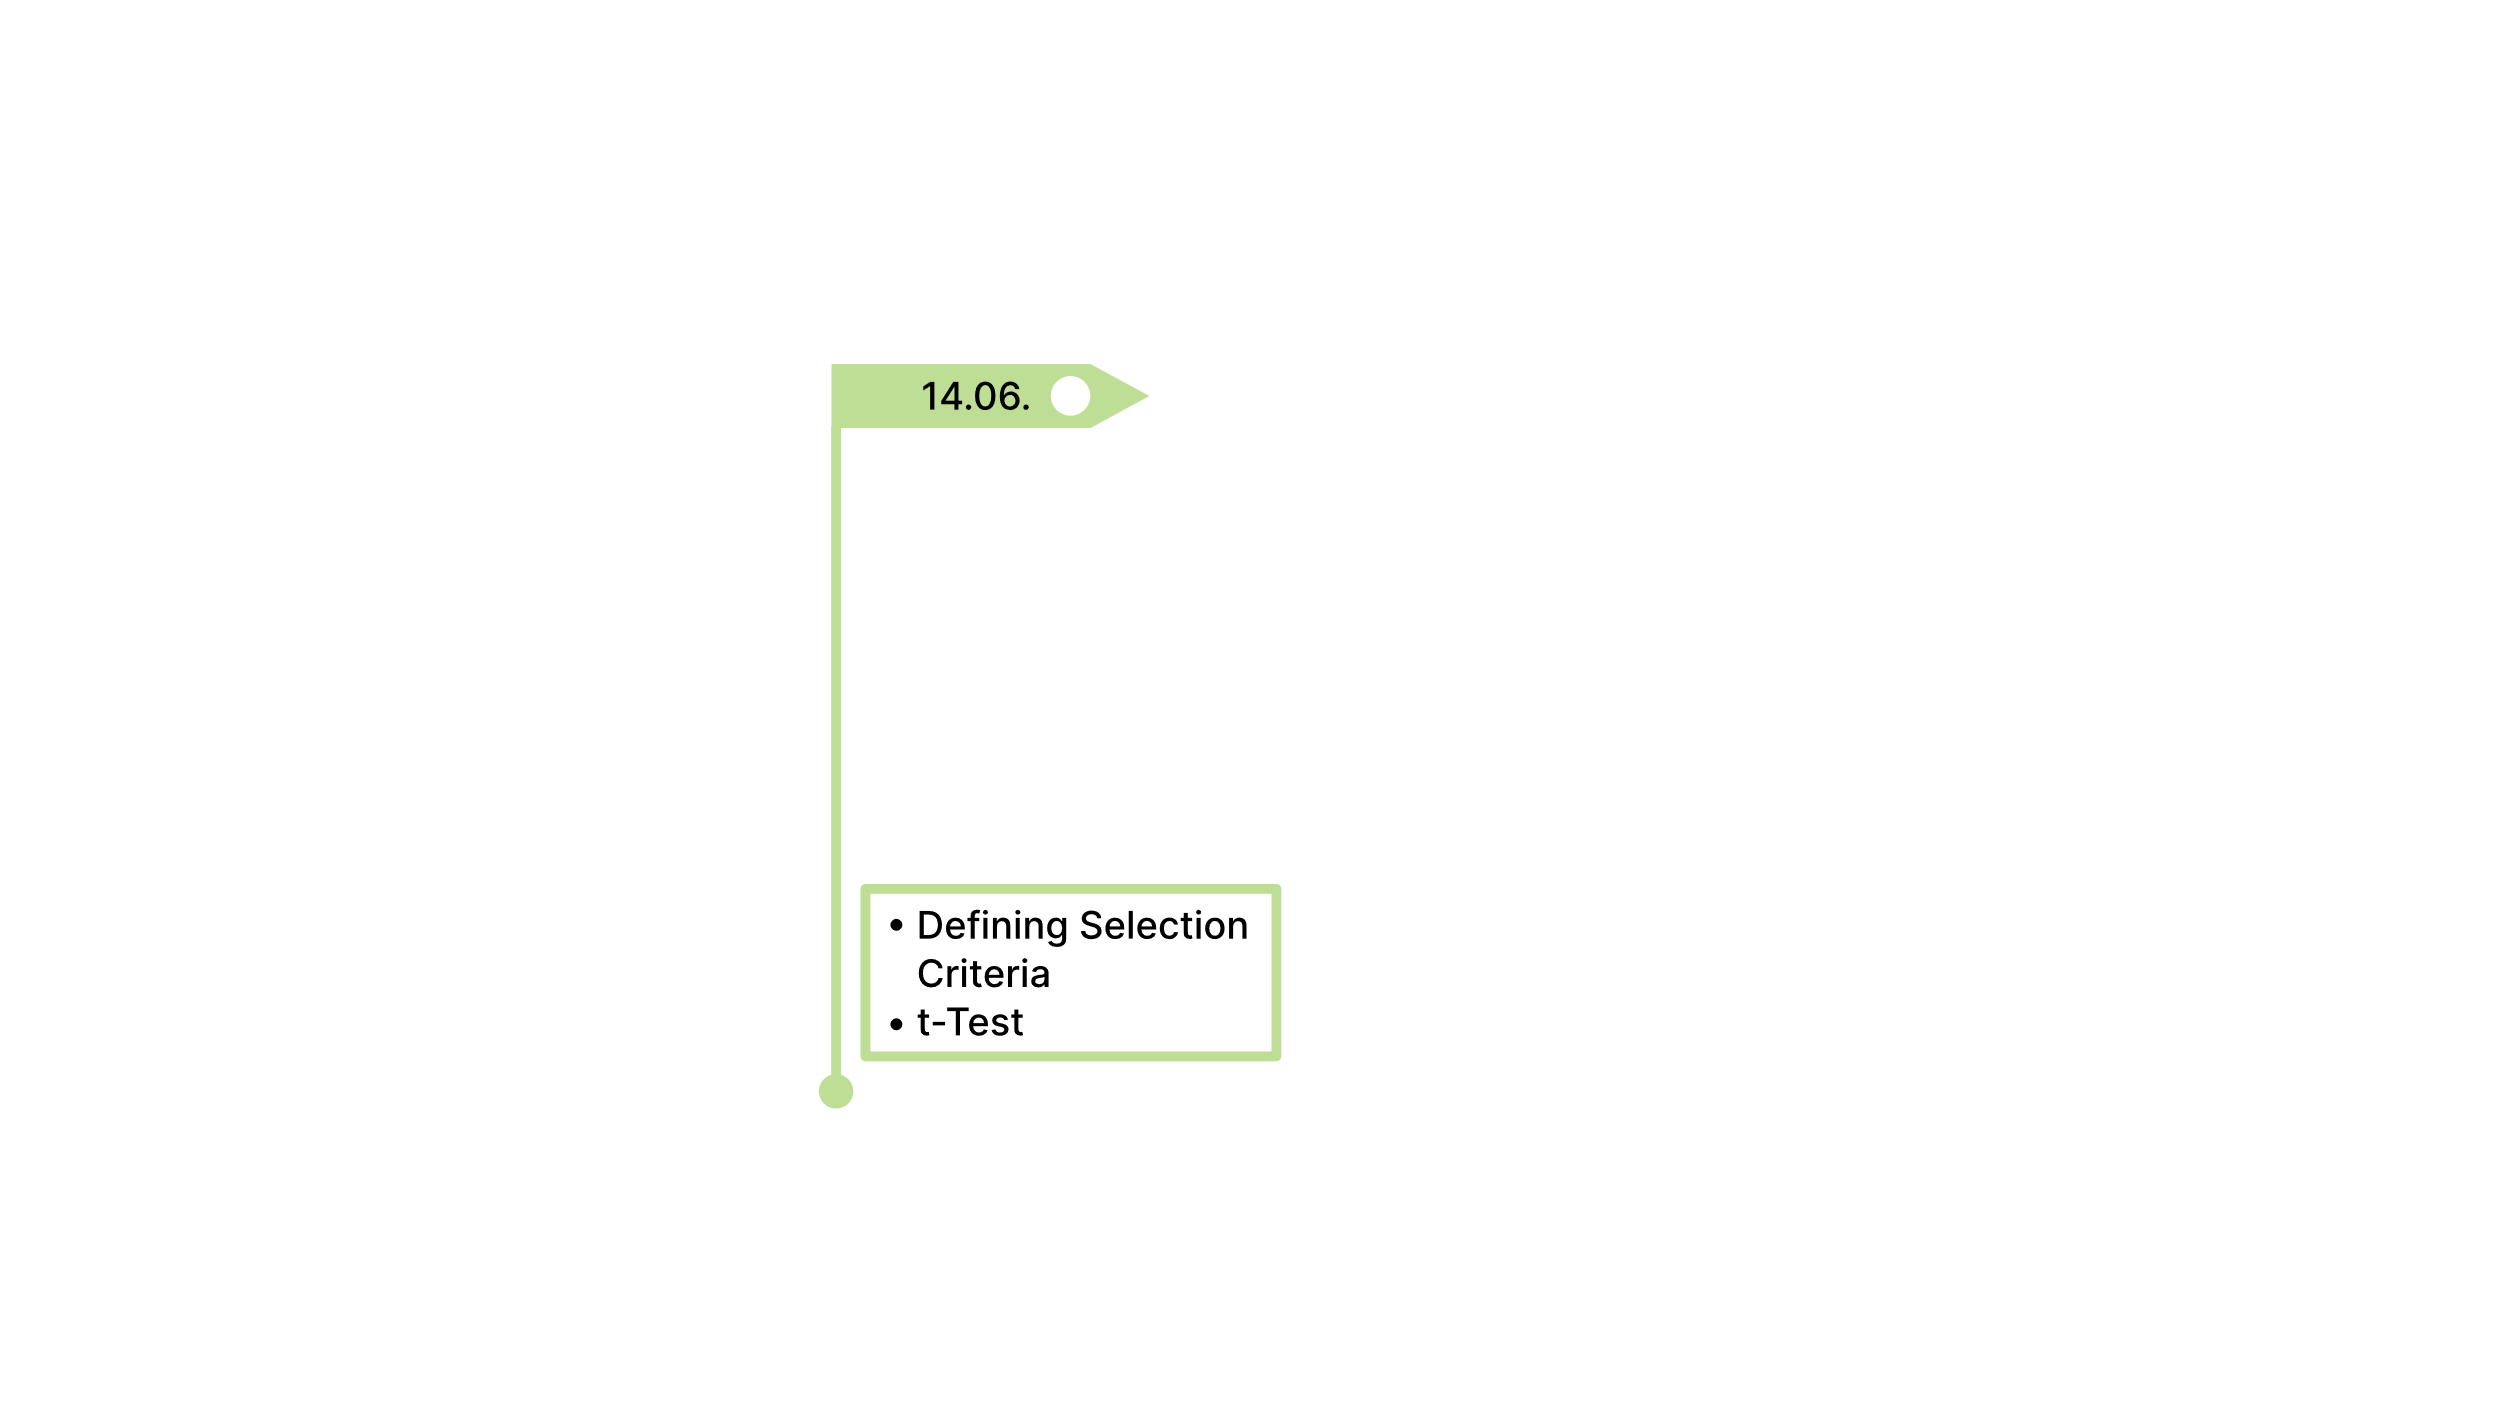 14.06.
• Defining Selection
Criteria
• t-Test